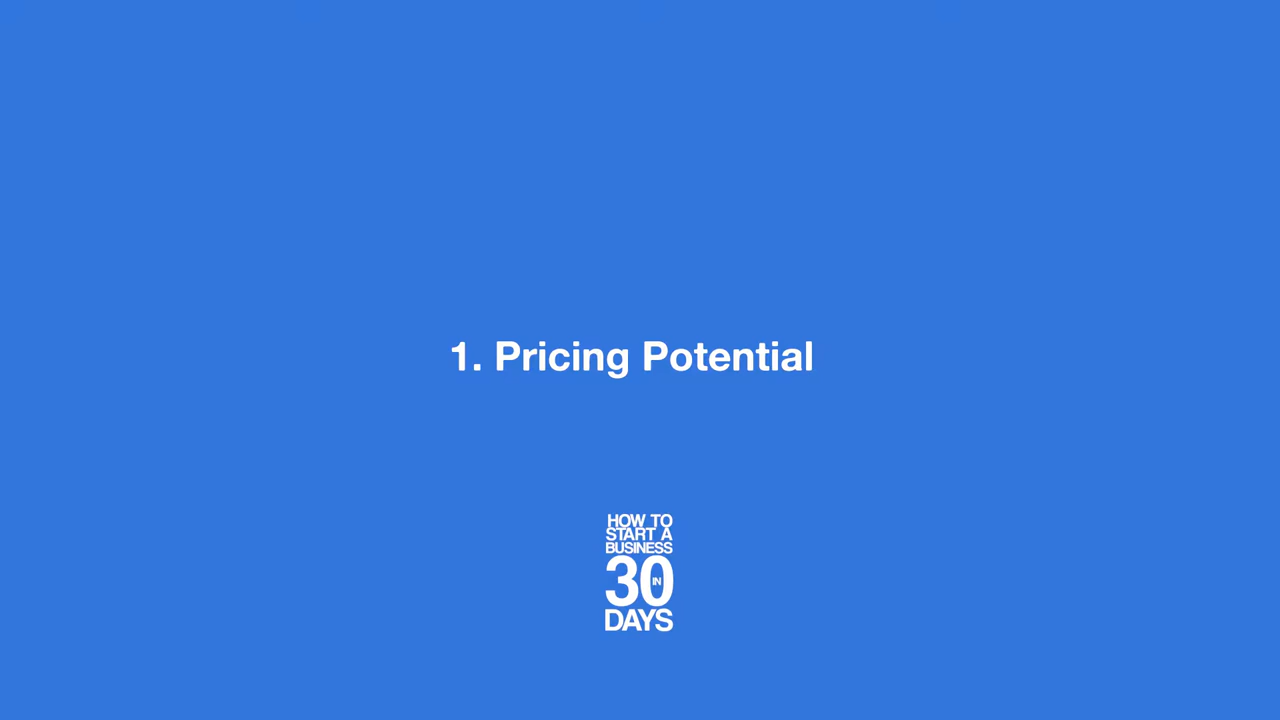 1. Pricing Potential
HOW TO
START A
BUSINESS
30
IN
DAYS